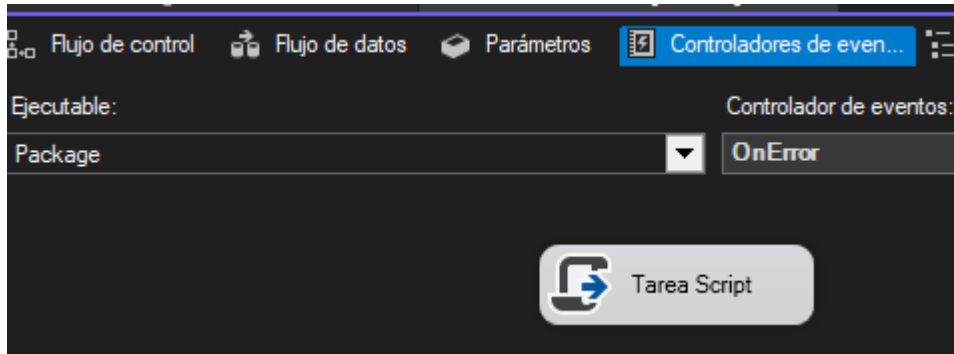 Flujo de control Flujo de datos Parámetros Controladores de even...
Ejecutable: Controlador de eventos:
Package OnError
Tarea Script